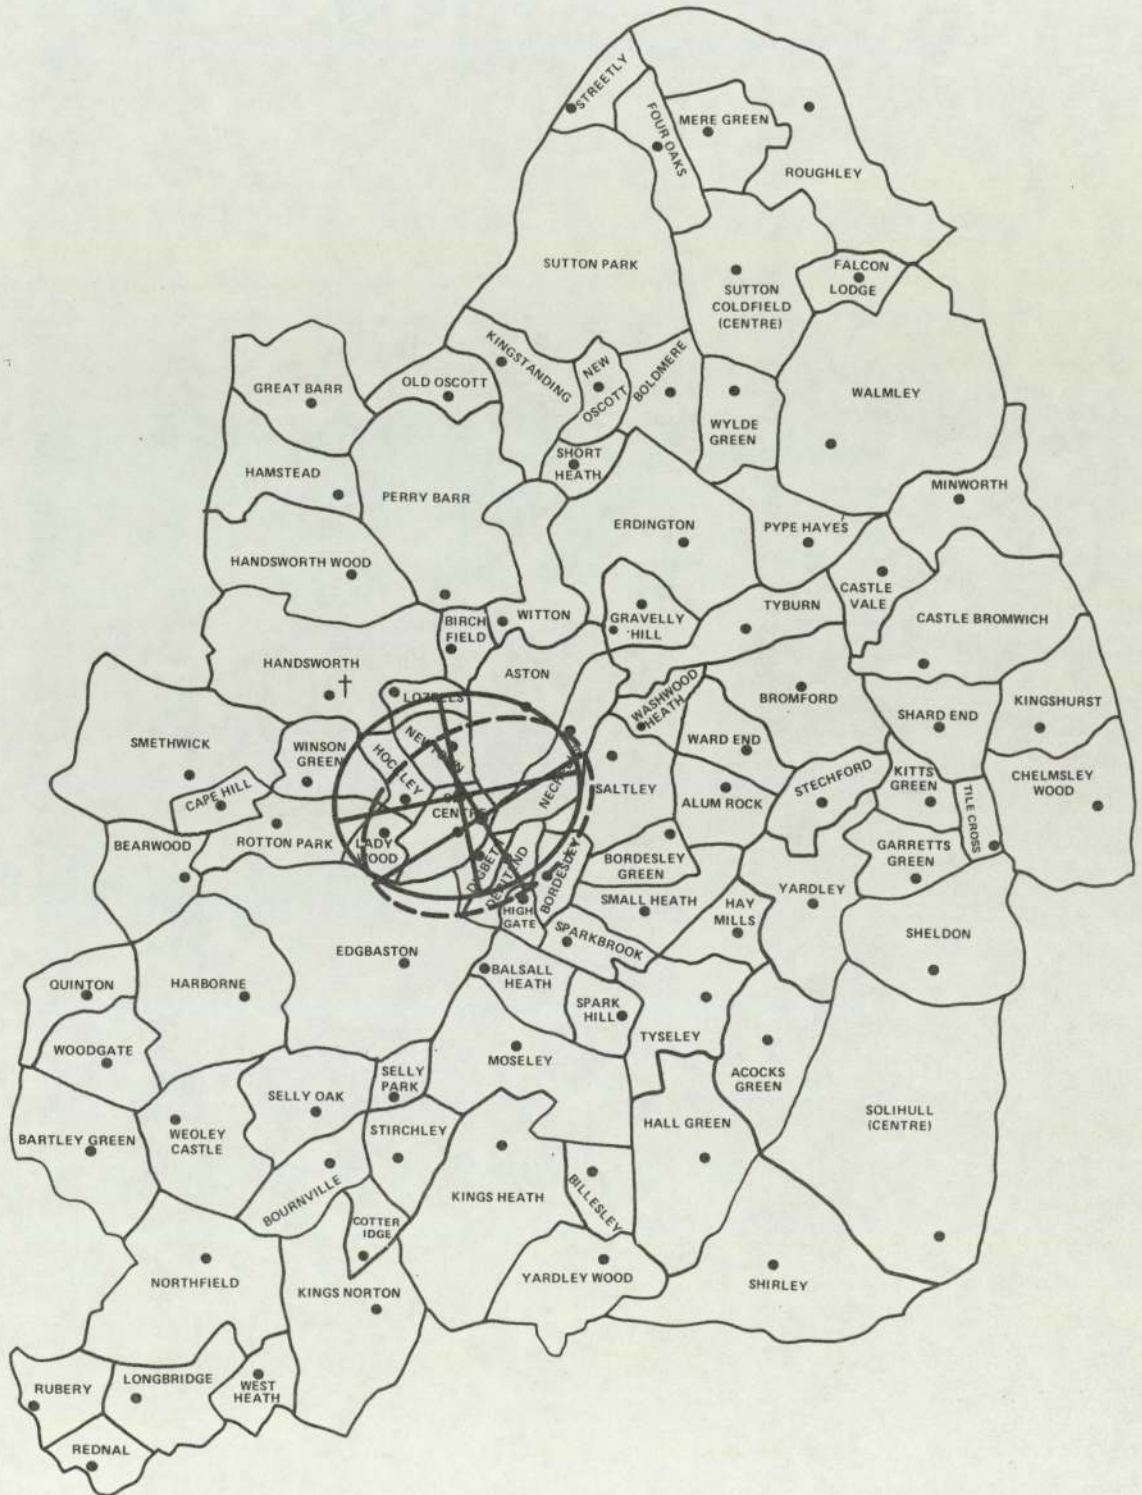 STREETLY
FOUR OAKS
MERE GREEN
ROUGHLEY
SUTTON PARK
SUTTON
COLDFIELD
(CENTRE)
FALCON
LODGE
KINGSTANDING
NEW
OSCOTT
BOLDMERE
GREAT BARR
OLD OSCOTT
WALMLEY
WYLDE
GREEN
HAMSTEAD
SHORT
HEATH
PERRY BARR
MINWORTH
ERDINGTON
PYPE HAYES
HANDSWORTH WOOD
CASTLE
VALE
TYBURN
BIRCH
FIELD
WITTON
GRAVELLY
HILL
CASTLE BROMWICH
HANDSWORTH
ASTON
LOZELLS
WASHWOOD
HEATH
BROMFORD
KINGSHURST
SHARD END
SMETHWICK
WINSON
GREEN
HOCKLEY
NEWTOWN
WARD END
CAPE HILL
CENTRE
SALTLEY
ALUM ROCK
STECHFORD
KITTS
GREEN
TILE CROSS
CHELMSLEY
WOOD
BEARWOOD
ROTTON PARK
LADY
WOOD
DIGBETH
DERITEND
BORDESLEY
BORDESLEY
GREEN
GARRETTS
GREEN
HIGH
GATE
SMALL HEATH
HAY
MILLS
YARDLEY
SPARKBROOK
SHELDON
EDGBASTON
QUINTON
HARBORNE
BALSALL
HEATH
SPARK
HILL
TYSELEY
WOODGATE
MOSELEY
SELLY
PARK
ACOCKS
GREEN
SELLY OAK
BARTLEY GREEN
WEOLEY
CASTLE
STIRCHLEY
HALL GREEN
SOLIHULL
(CENTRE)
BOURNVILLE
KINGS HEATH
BILLESLEY
COTTER
IDGE
NORTHFIELD
KINGS NORTON
YARDLEY WOOD
SHIRLEY
RUBERY
LONGBRIDGE
WEST
HEATH
REDNAL